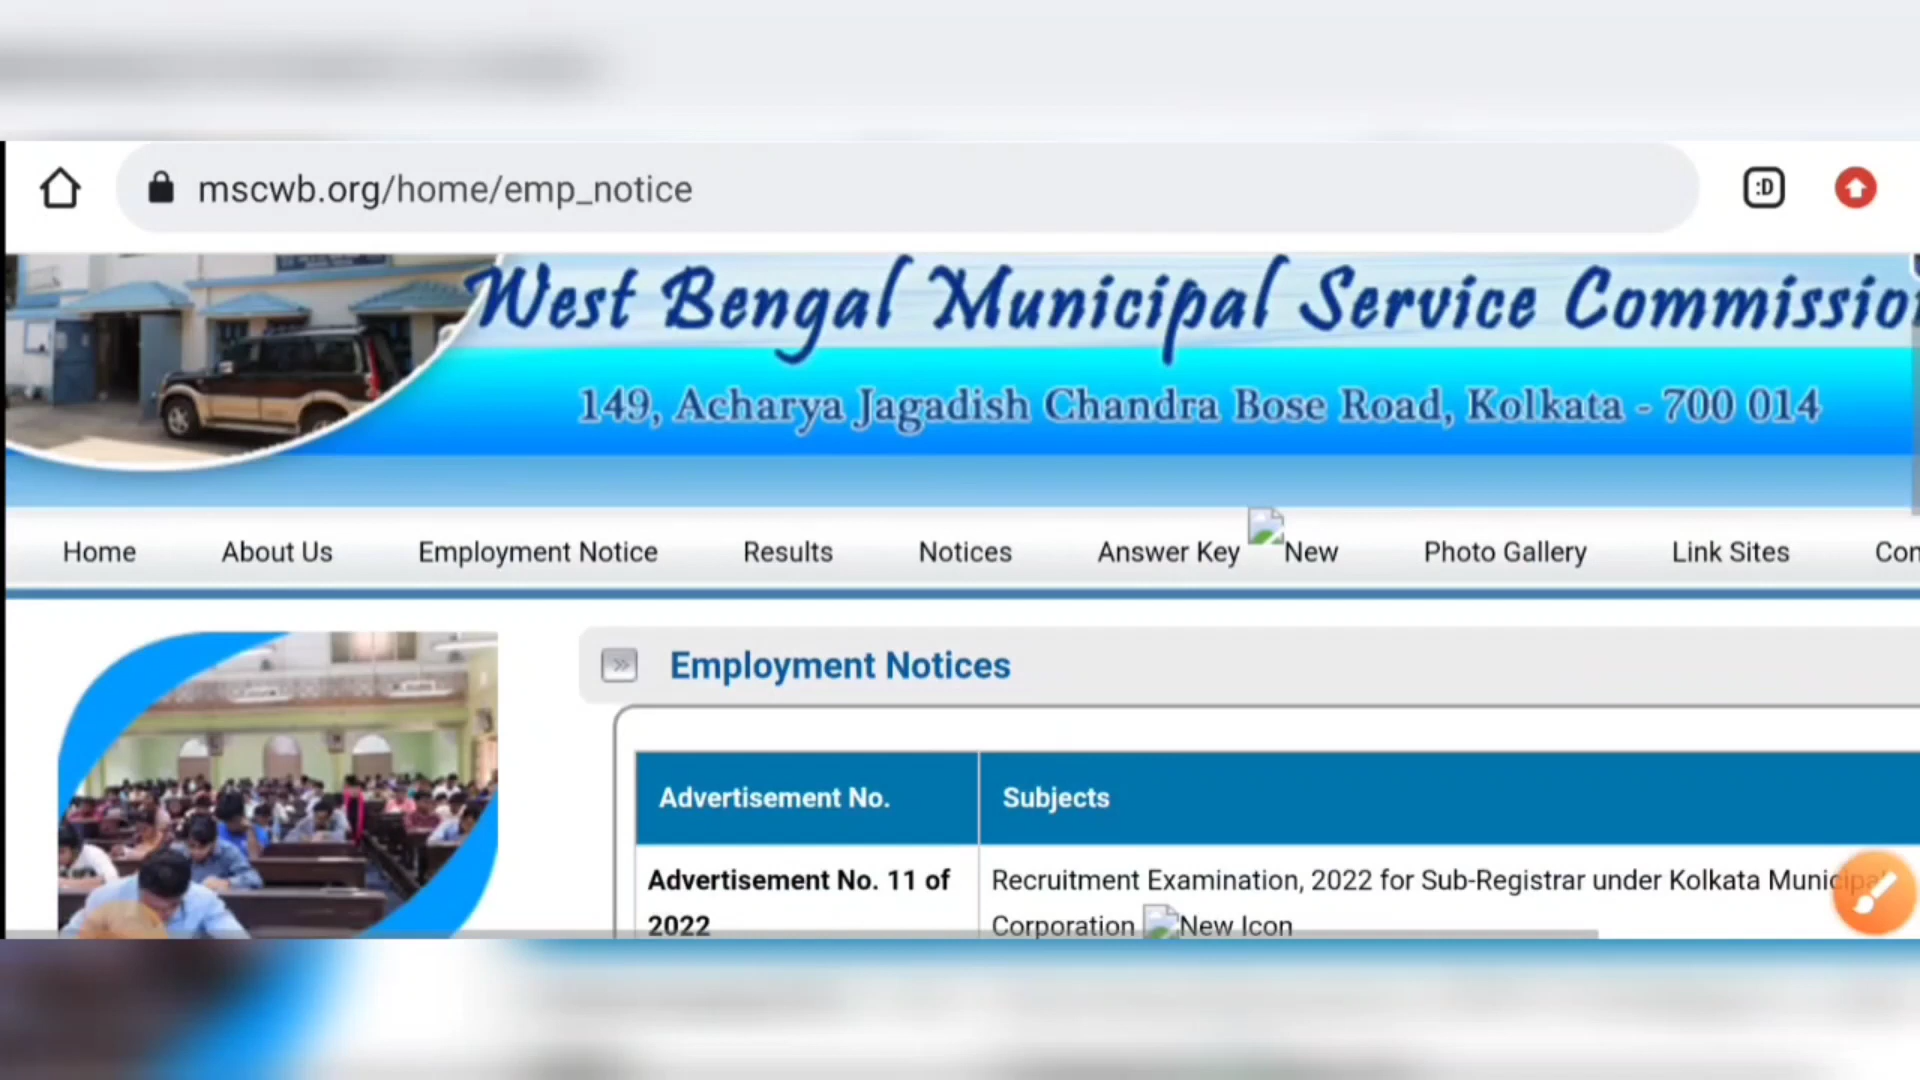 mscwb.org/home/emp_notice
:D
West Bengal Municipal Service Commission
149, Acharya Jagadish Chandra Bose Road, Kolkata - 700 014
Home About Us Employment Notice Results Notices Answer Key New Photo Gallery Link Sites
Employment Notices
Advertisement No. Subjects
Advertisement No. 11 of
2022
Recruitment Examination, 2022 for Sub-Registrar under Kolkata Municipal
Corporation New Icon